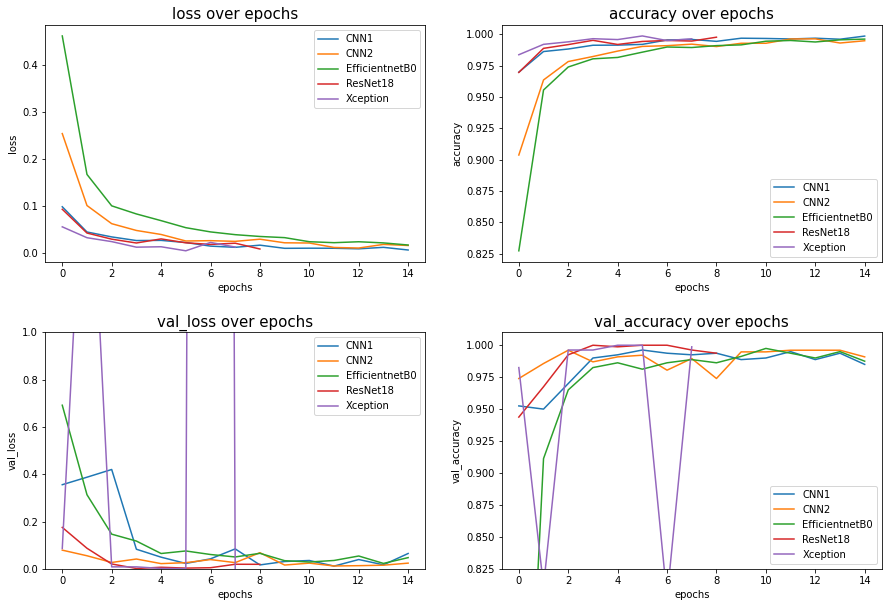 loss over epochs
loss
0.4
0.3
0.2
0.1
0.0
0 2 4 6 8 10 12 14
epochs
CNN1
CNN2
EfficientnetB0
ResNet18
Xception
accuracy over epochs
accuracy
1.000
0.975
0.950
0.925
0.900
0.875
0.850
0.825
0 2 4 6 8 10 12 14
epochs
CNN1
CNN2
EfficientnetB0
ResNet18
Xception
val_loss over epochs
val_loss
1.0
0.8
0.6
0.4
0.2
0.0
0 2 4 6 8 10 12 14
epochs
CNN1
CNN2
EfficientnetB0
ResNet18
Xception
val_accuracy over epochs
val_accuracy
1.000
0.975
0.950
0.925
0.900
0.875
0.850
0.825
0 2 4 6 8 10 12 14
epochs
CNN1
CNN2
EfficientnetB0
ResNet18
Xception